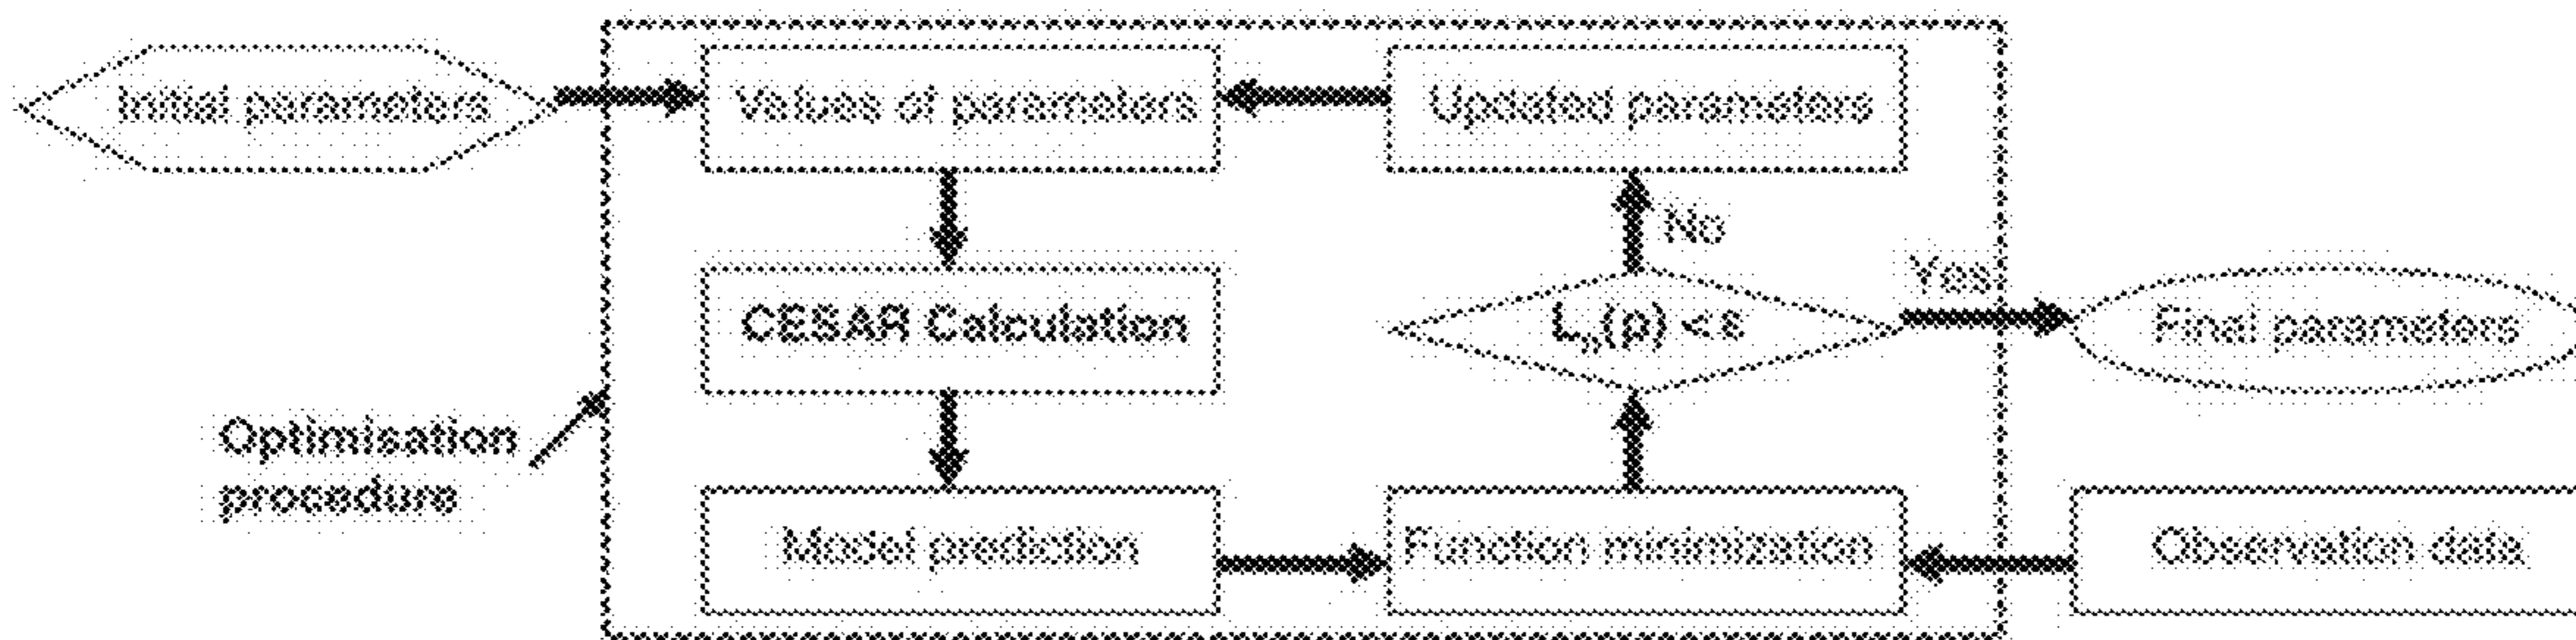 Initial parameters
Values of parameters
Updated parameters
No
Yes
CESAR Calculation
Lₙ(p) < ε
Final parameters
Optimisation
procedure
Model prediction
Function minimization
Observation data